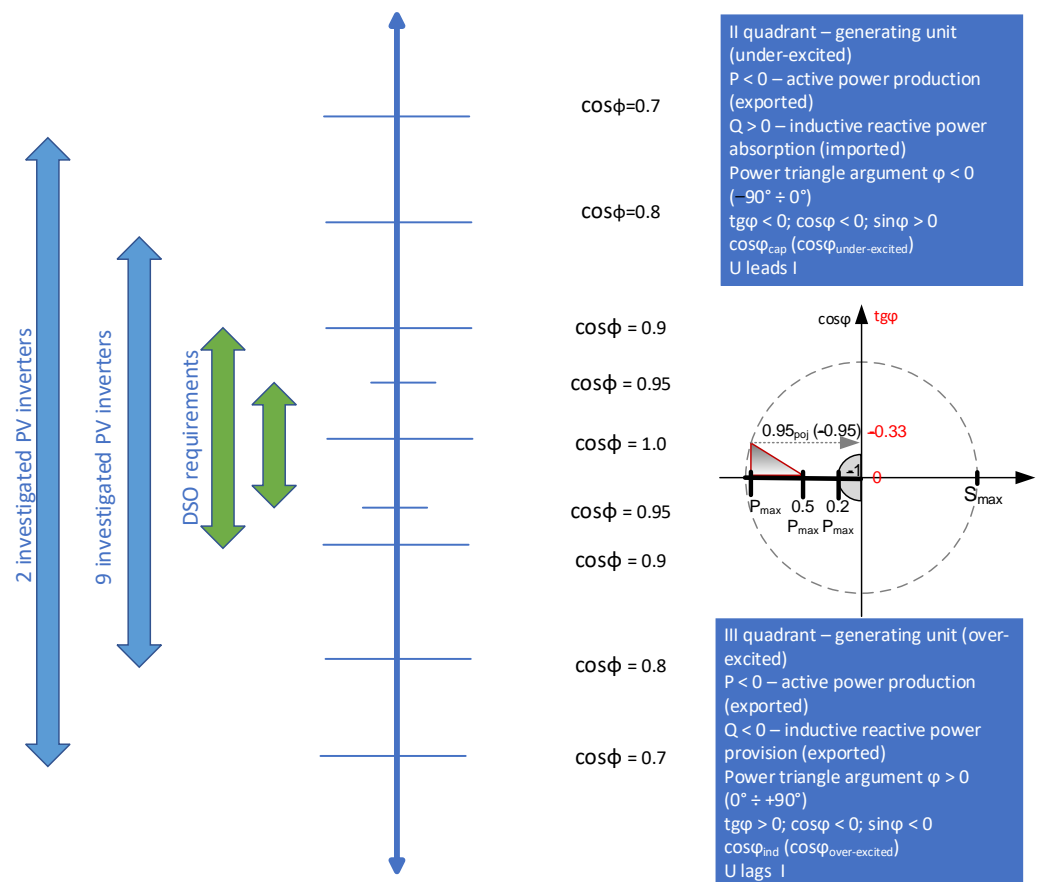 2 investigated PV inverters
9 investigated PV inverters
DSO requirements
cosϕ=0.7
cosϕ=0.8
cosϕ = 0.9
cosϕ = 0.95
cosϕ = 1.0
cosϕ = 0.95
cosϕ = 0.9
cosϕ = 0.8
cosϕ = 0.7
II quadrant – generating unit
(under-excited)
P < 0 – active power production
(exported)
Q > 0 – inductive reactive power
absorption (imported)
Power triangle argument φ < 0
(−90° ÷ 0°)
tgφ < 0; cosφ < 0; sinφ > 0
cosφcap (cosφunder-excited)
U leads I
cosφ tgφ
0.95poj (-0.95) -0.33
-1 0
Pmax 0.5 0.2 Smax
Pmax Pmax
III quadrant – generating unit (over-
excited)
P < 0 – active power production
(exported)
Q < 0 – inductive reactive power
provision (exported)
Power triangle argument φ > 0
(0° ÷ +90°)
tgφ > 0; cosφ < 0; sinφ < 0
cosφind (cosφover-excited)
U lags I